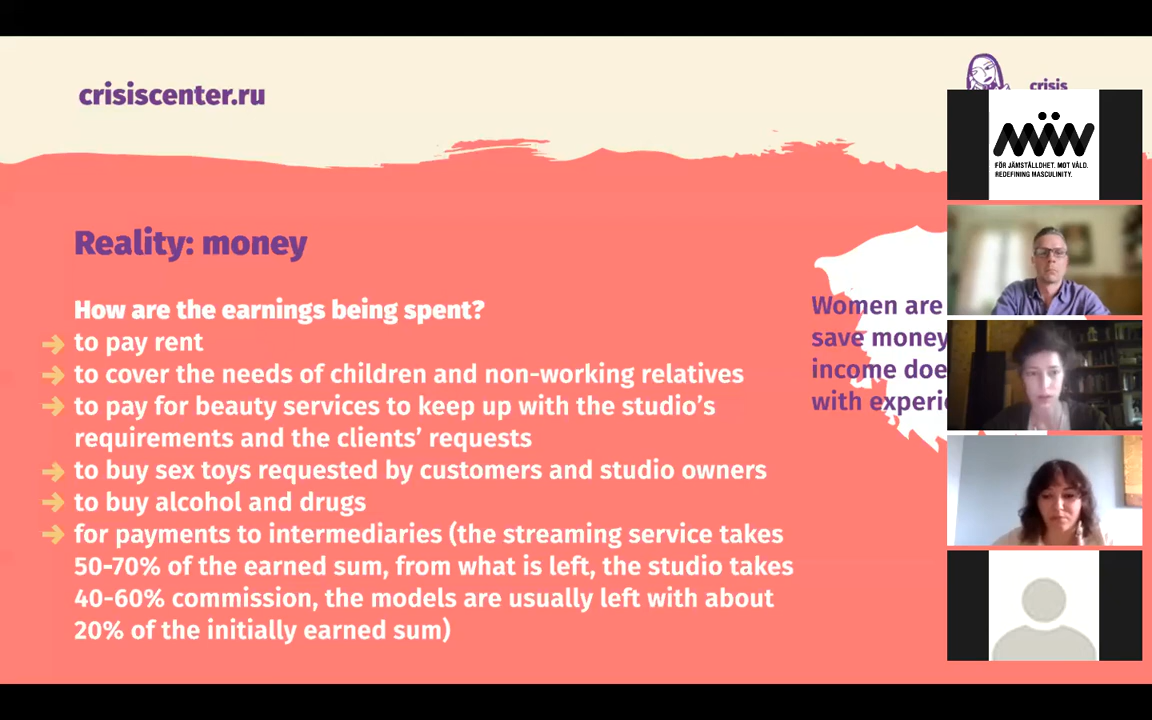 crisiscenter.ru
crisis
MÄN
FÖR JÄMSTÄLLDHET. MOT VÅLD.
REDEFINING MASCULINITY.
Reality: money
How are the earnings being spent?
→ to pay rent
→ to cover the needs of children and non-working relatives
→ to pay for beauty services to keep up with the studio's
requirements and the clients' requests
→ to buy sex toys requested by customers and studio owners
→ to buy alcohol and drugs
→ for payments to intermediaries (the streaming service takes
50-70% of the earned sum, from what is left, the studio takes
40-60% commission, the models are usually left with about
20% of the initially earned sum)
Women are
save money
income
with